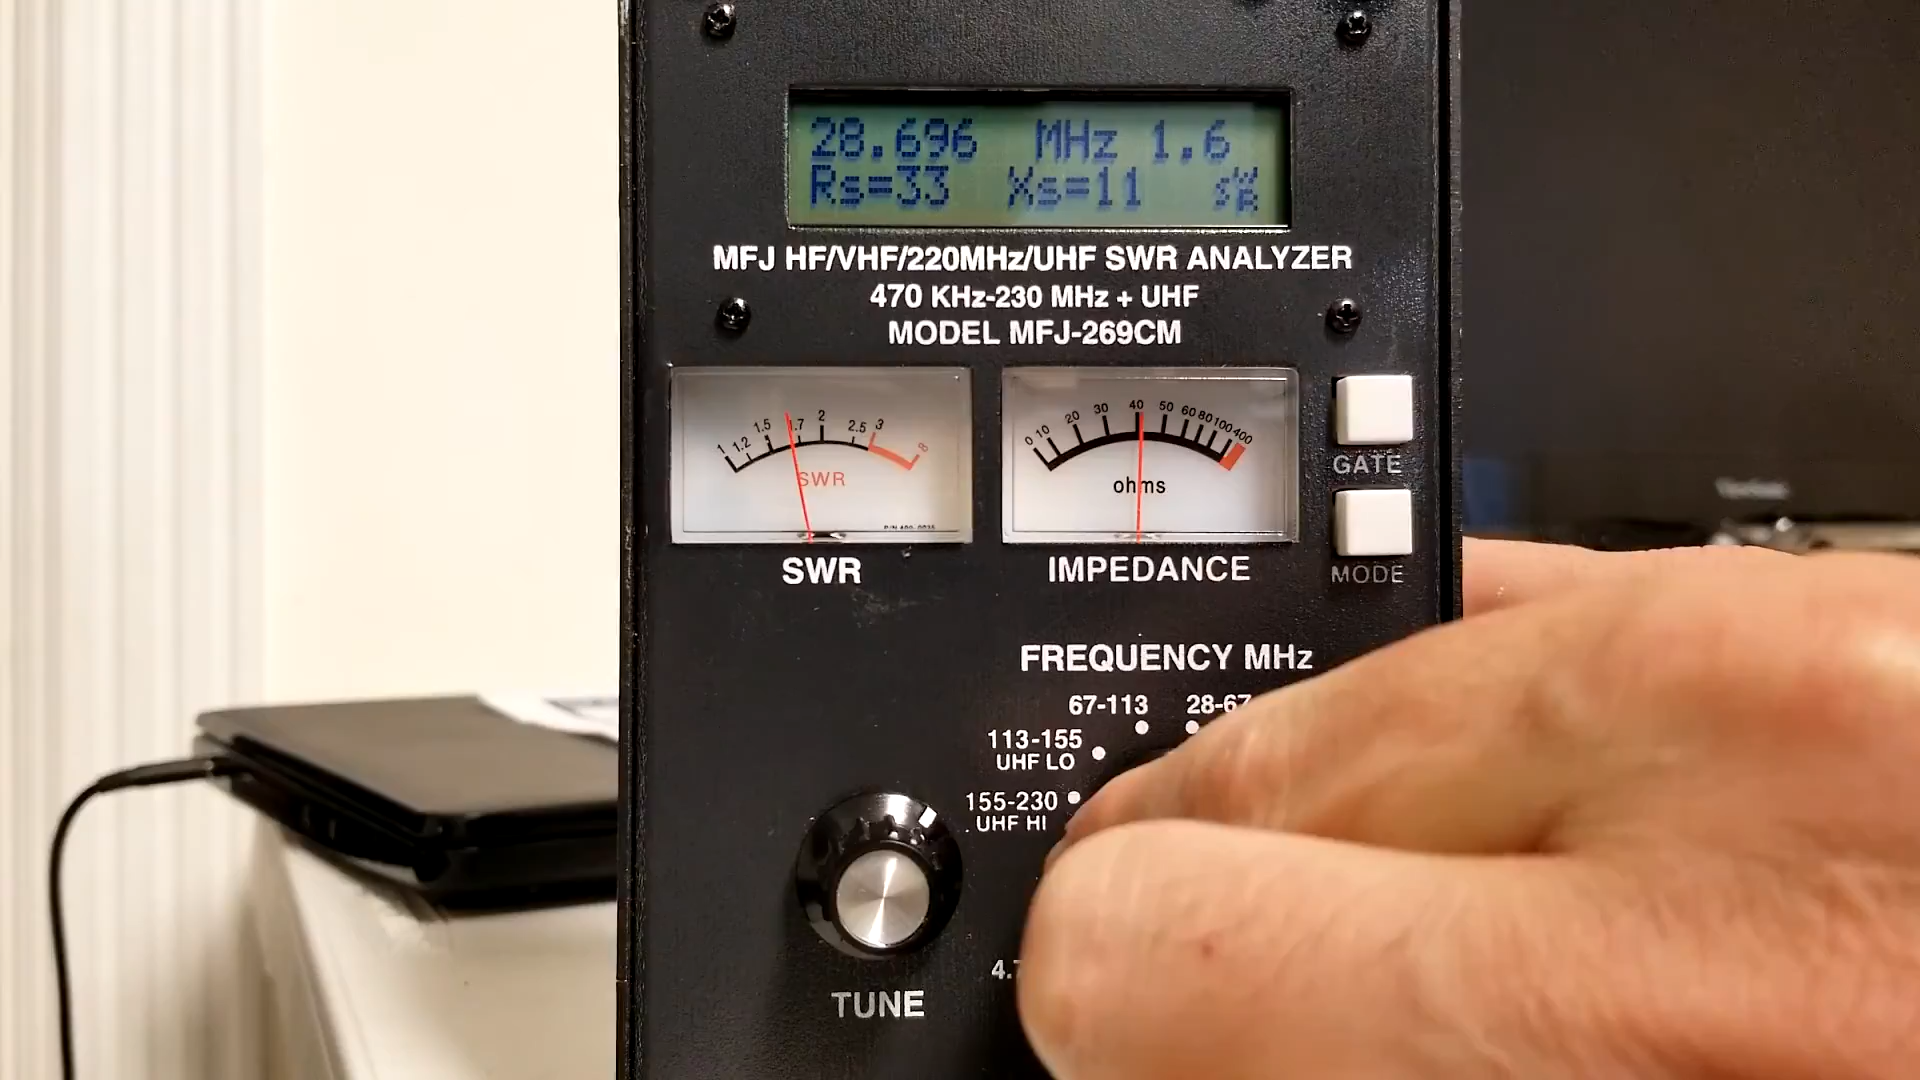 28.696 MHz 1.6
Rs=33 Xs=11 SWR
MFJ HF/VHF/220MHz/UHF SWR ANALYZER
470 KHz-230 MHz + UHF
MODEL MFJ-269CM
1 1.2 1.5 1.7 2 2.5 3
SWR
0 10 20 30 40 50 60 80 100 400
ohms
GATE
SWR
IMPEDANCE
MODE
FREQUENCY MHz
67-113 28-67
113-155
UHF LO
155-230
UHF HI
4.7
TUNE